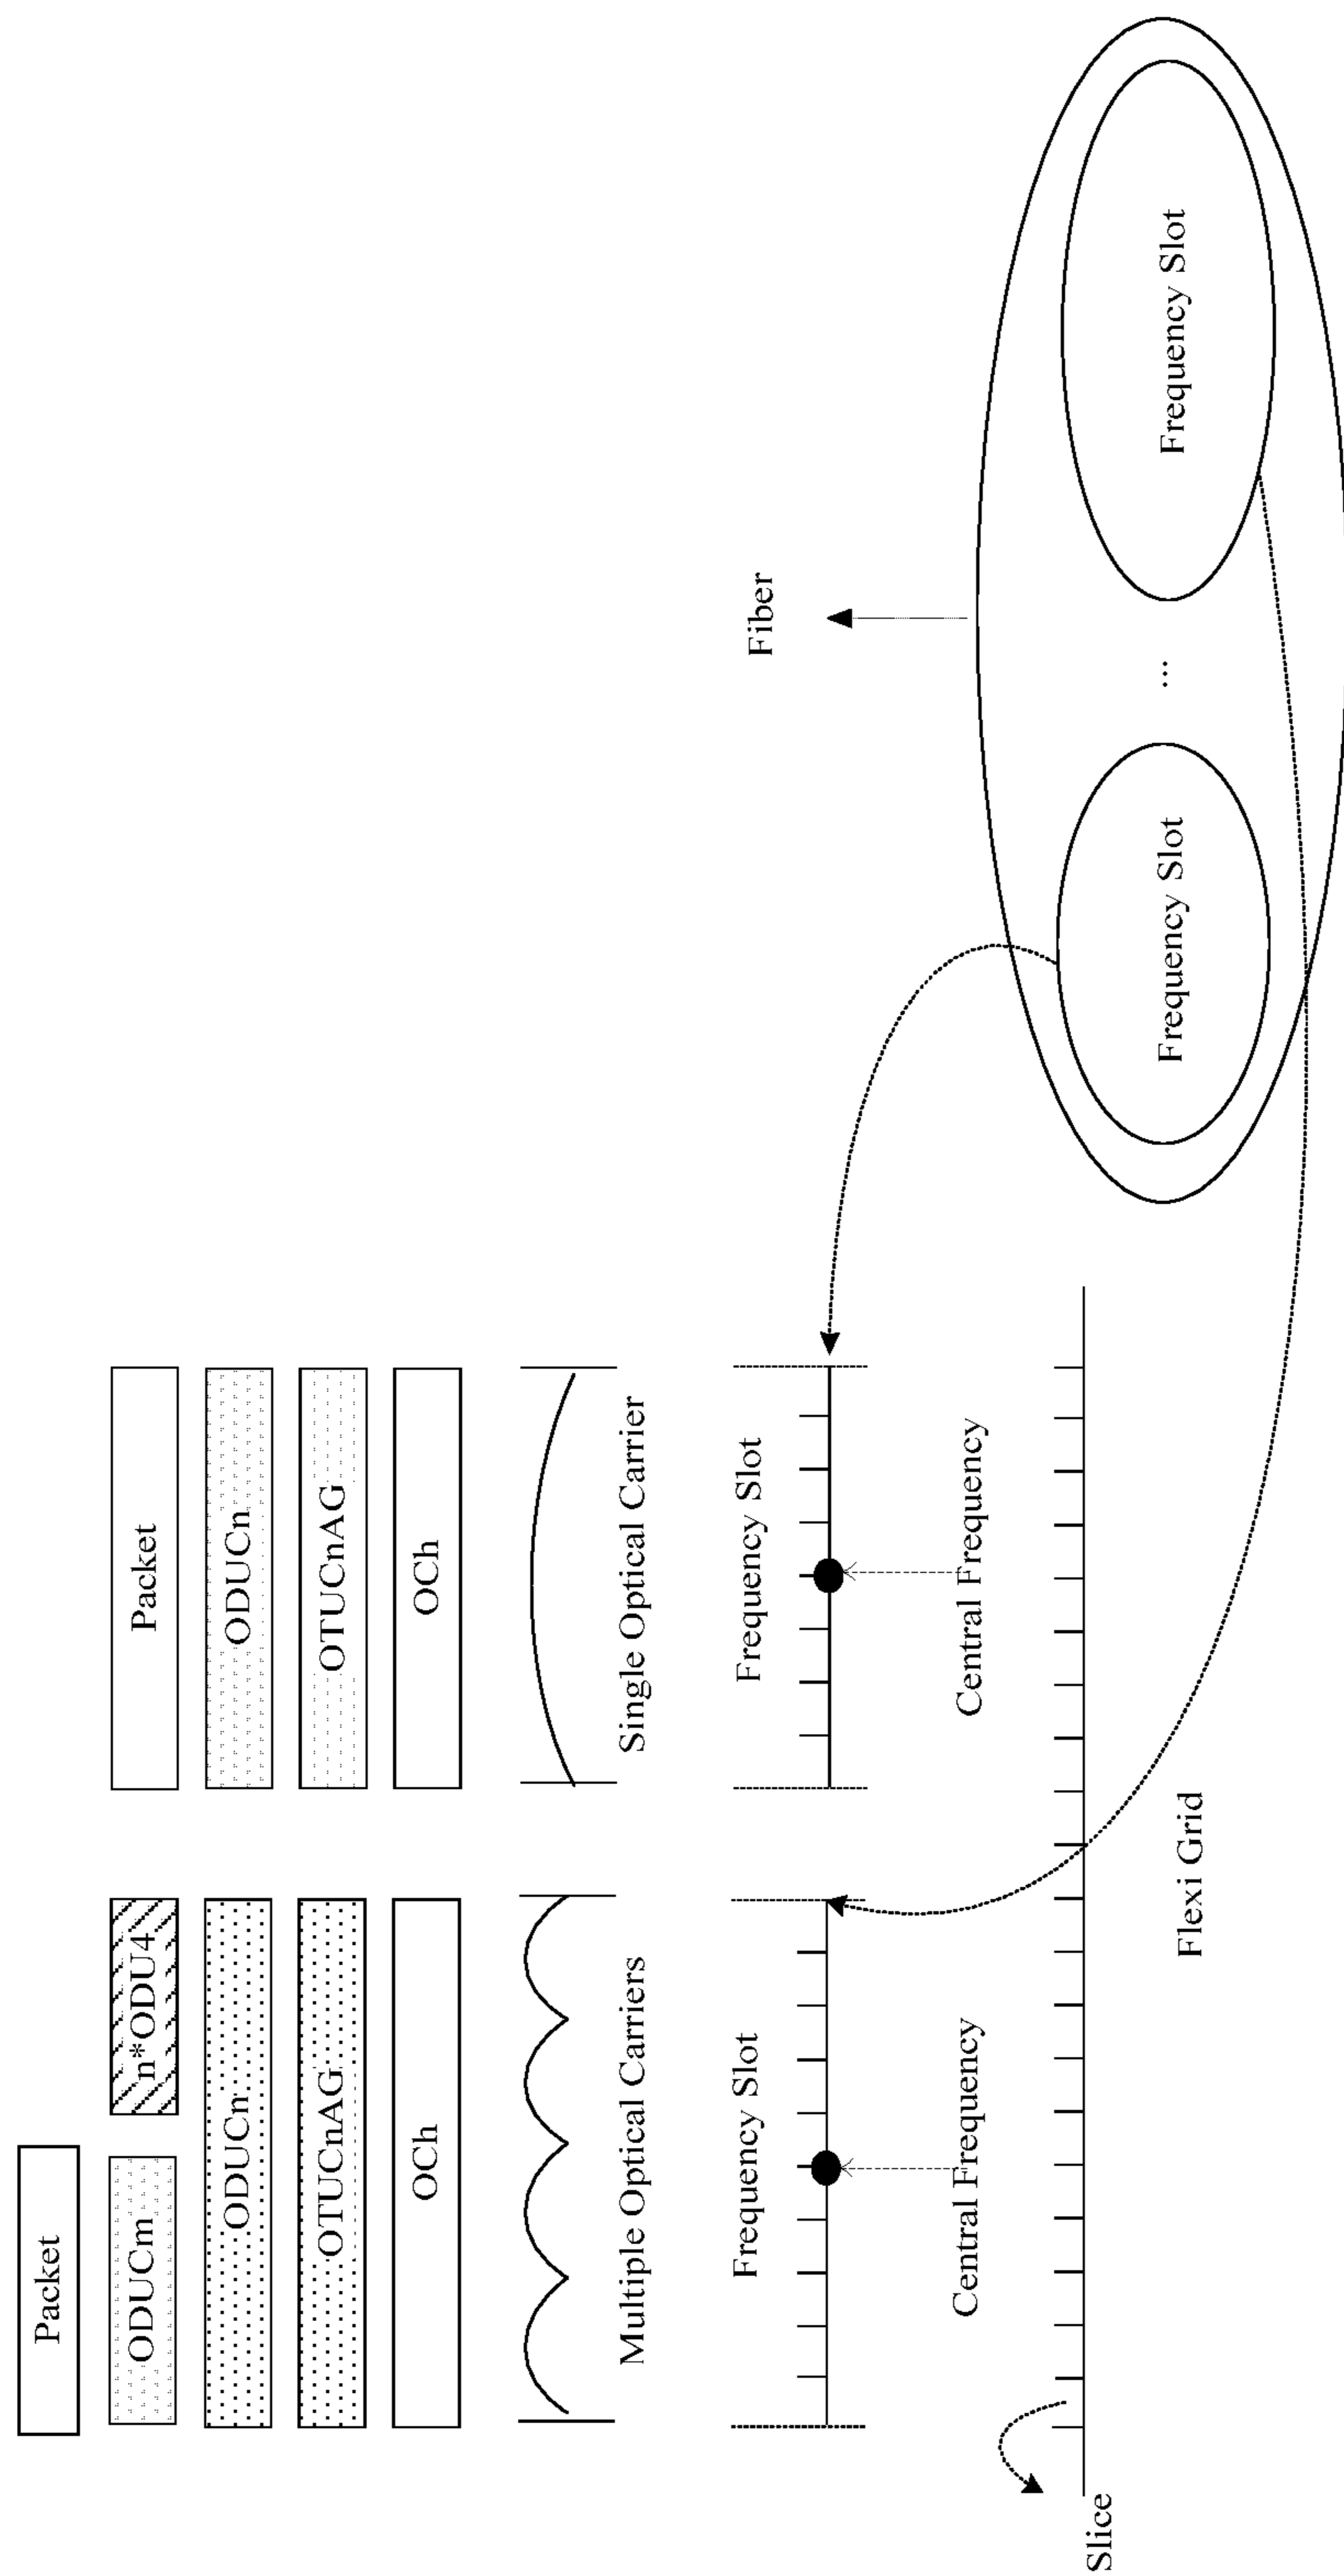 Packet
ODUCm
n*ODU4
Packet
ODUCn
ODUCn
OTUCnAG
OTUCnAG
OCh
OCh
Multiple Optical Carriers
Single Optical Carrier
Fiber
Frequency Slot
Frequency Slot
Central Frequency
Central Frequency
Slice
Flexi Grid
Frequency Slot
...
Frequency Slot